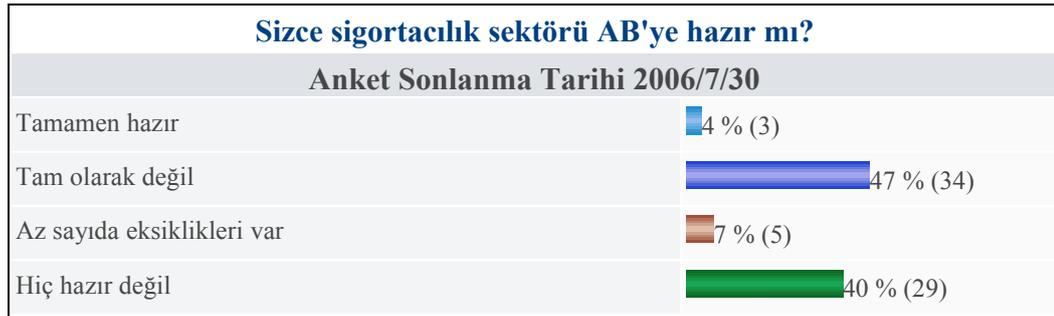 Sizce sigortacılık sektörü AB'ye hazır mı?
Anket Sonlanma Tarihi 2006/7/30
Tamamen hazır 4 % (3)
Tam olarak değil 47 % (34)
Az sayıda eksiklikleri var 7 % (5)
Hiç hazır değil 40 % (29)